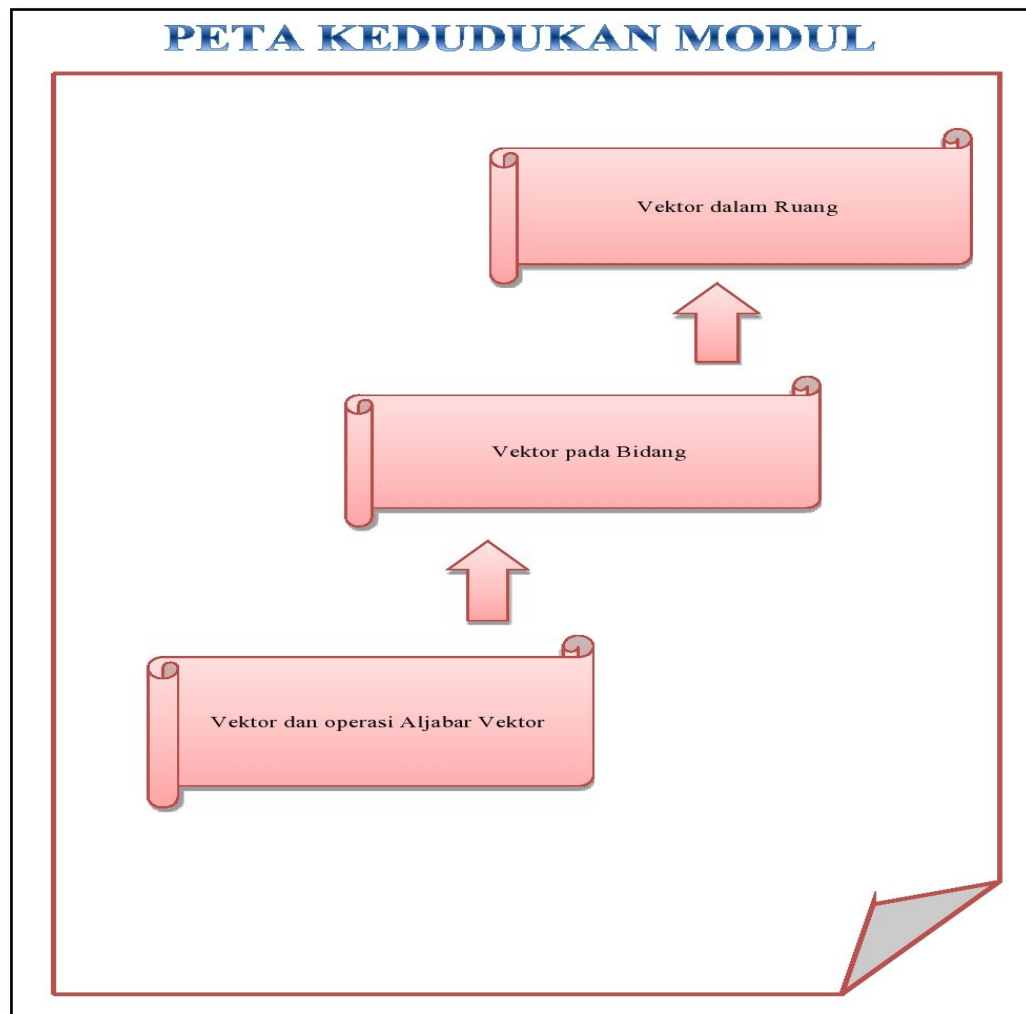 PETA KEDUDUKAN MODUL
Vektor dalam Ruang
Vektor pada Bidang
Vektor dan operasi Aljabar Vektor